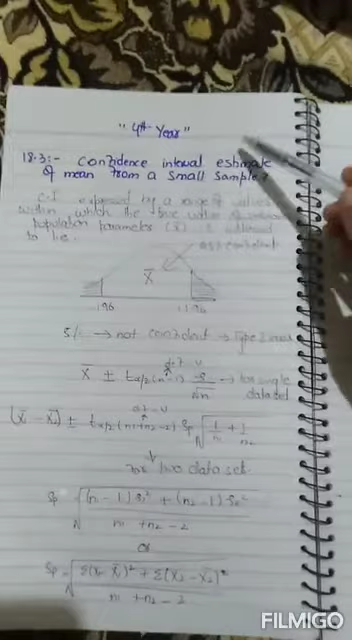 "4th Year"
18.3:- Confidence interval estimate
of mean from a small sample?
C.I expressed by a range of values
within which the true value of
population parameter (x̄) is
to lie.
95% confident
X̄
-1.96 +1.96
5% → not confident → Type I error
d.f = v
X̄ ± t α/2 (n-1) S/√n → for single
data set
d.f = v
(X̄1 - X̄2) ± t α/2 (n1+n2-2) Sp √(1/n1 + 1/n2)
↓
for two data set
Sp = √((n1 - 1) S1² + (n2 - 1) S2² / n1 + n2 - 2)
or
Sp = √(Σ(x1 - x̄1)² + Σ(x2 - x̄2)² / n1 + n2 - 2)
FILMIGO